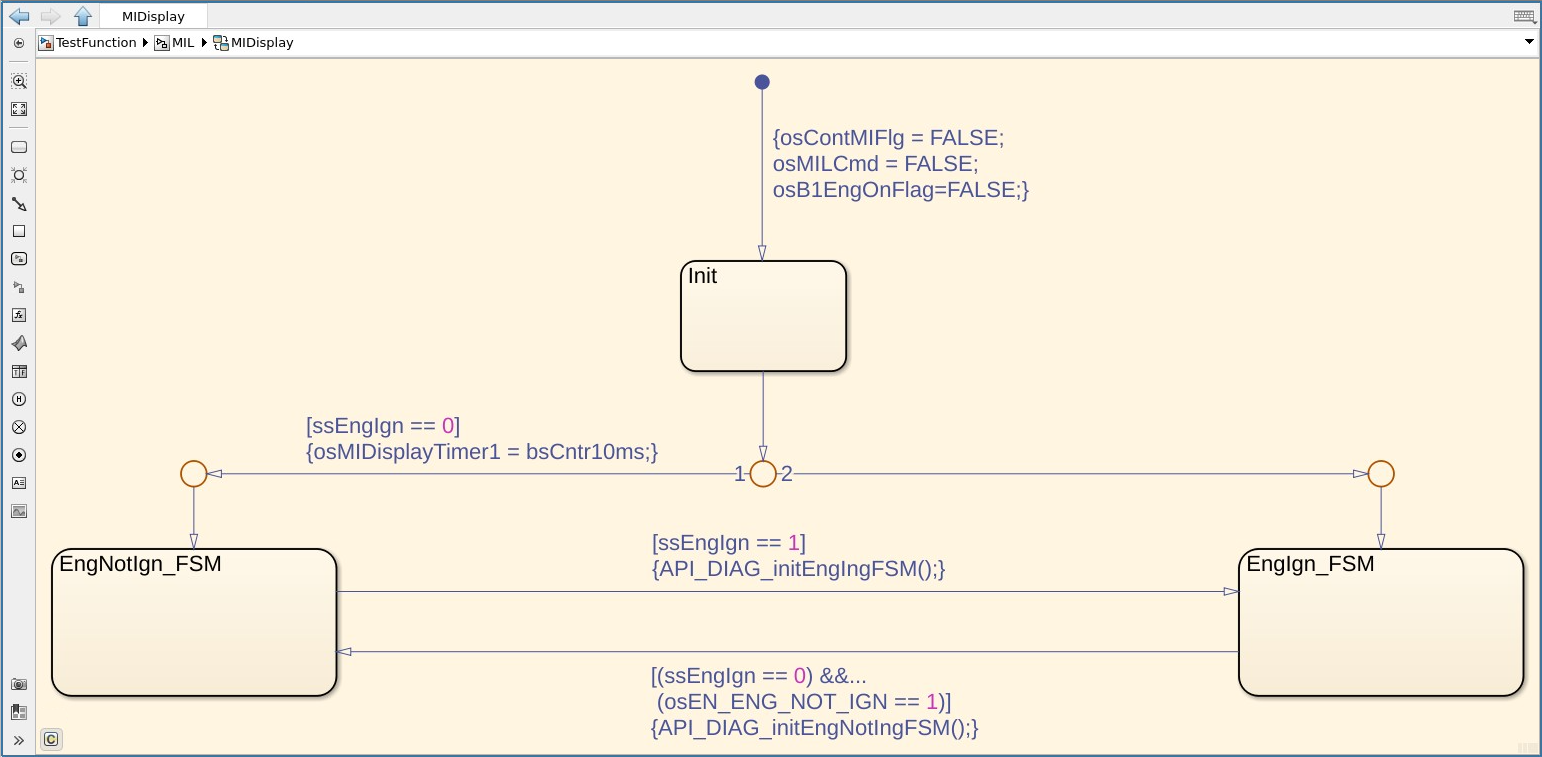 MIDisplay
TestFunction MIL MIDisplay
{osContMIFlg = FALSE;
osMILCmd = FALSE;
osB1EngOnFlag=FALSE;}
Init
[ssEngIgn == 0]
{osMIDisplayTimer1 = bsCntr10ms;}
1 2
[ssEngIgn == 1]
{API_DIAG_initEngIngFSM();}
EngNotIgn_FSM
EngIgn_FSM
[(ssEngIgn == 0) &&...
(osEN_ENG_NOT_IGN == 1)]
{API_DIAG_initEngNotIngFSM();}
C